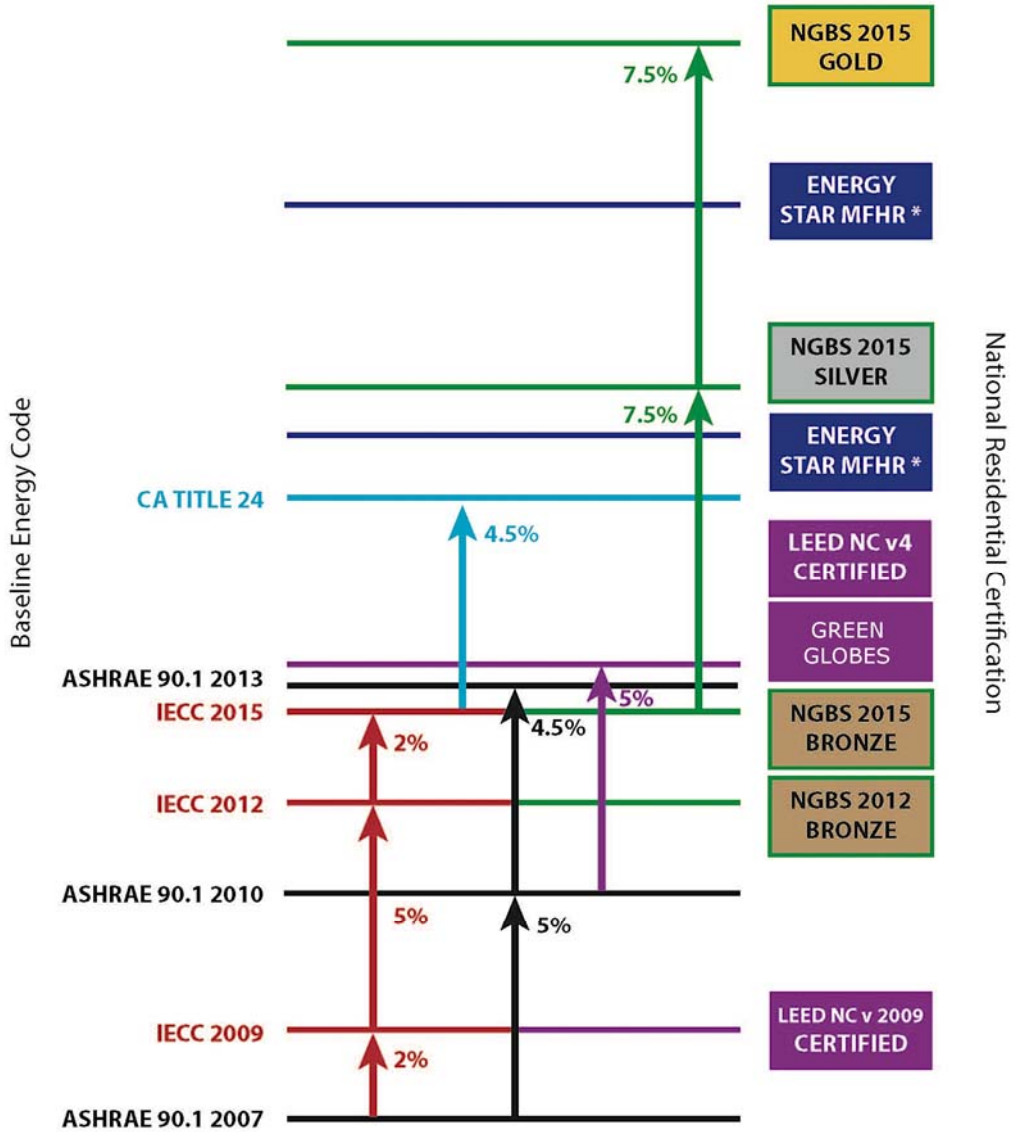 NGBS 2015
GOLD
7.5%
ENERGY
STAR MFHR *
NGBS 2015
SILVER
7.5%
ENERGY
STAR MFHR *
CA TITLE 24
4.5%
LEED NC v4
CERTIFIED
GREEN
GLOBES
ASHRAE 90.1 2013
5%
IECC 2015
4.5%
2%
NGBS 2015
BRONZE
IECC 2012
NGBS 2012
BRONZE
ASHRAE 90.1 2010
5%
5%
IECC 2009
LEED NC v 2009
CERTIFIED
2%
ASHRAE 90.1 2007
Baseline Energy Code
National Residential Certification